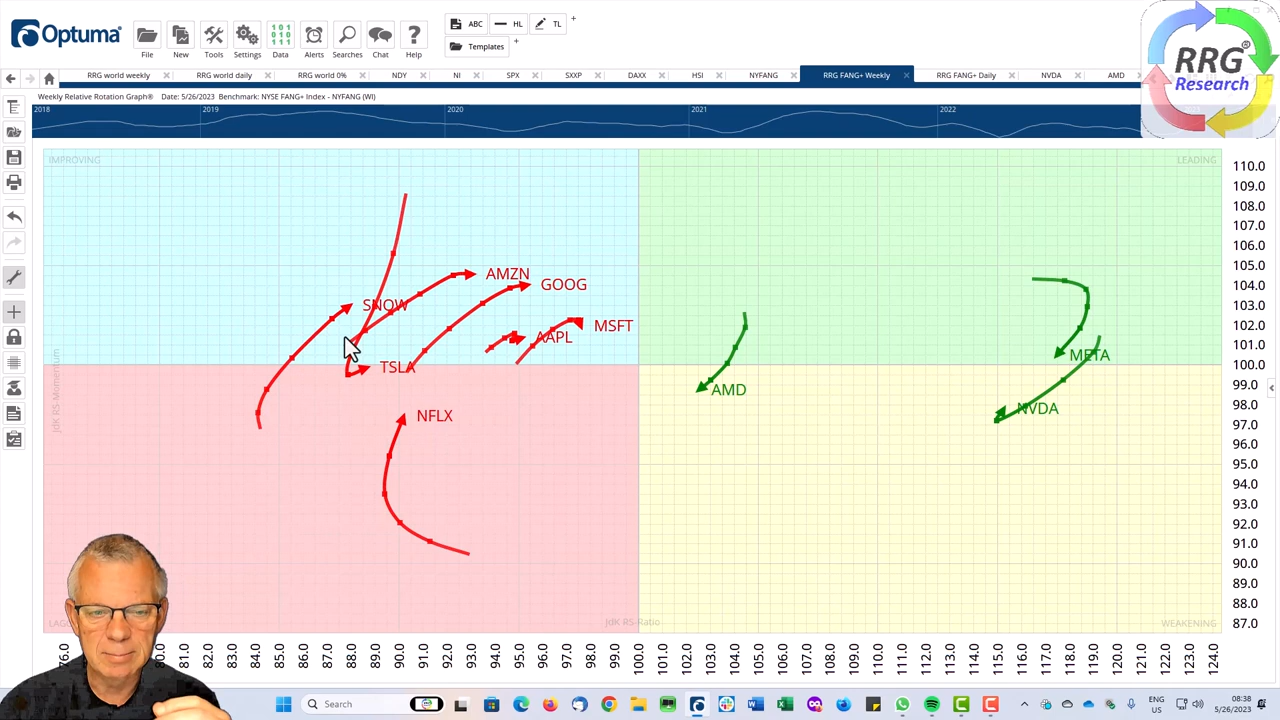 Optuma
File New Tools Settings Data Alerts Searches Chat Help
ABC HL TL
Templates
RRG® Research
RRG world weekly RRG world daily RRG world 0% NDY NI SPX SXXP DAXX HSI NYFANG RRG FANG+ Weekly RRG FANG+ Daily NVDA AMD
Weekly Relative Rotation Graph® Date: 5/26/2023 Benchmark: NYSE FANG+ Index - NYFANG (WI)
2018 2019 2020 2021 2022
IMPROVING LEADING
110.0
109.0
108.0
107.0
106.0
105.0
104.0
103.0
102.0
101.0
100.0
99.0
98.0
97.0
96.0
95.0
94.0
93.0
92.0
91.0
90.0
89.0
88.0
87.0
AMZN
GOOG
SNOW
MSFT
AAPL
META
TSLA
AMD
NVDA
NFLX
JdK RS-Momentum
JdK RS-Ratio
WEAKENING
76.0 80.0 84.0 85.0 86.0 87.0 88.0 89.0 90.0 91.0 92.0 93.0 94.0 95.0 96.0 97.0 98.0 99.0 100.0 101.0 102.0 103.0 104.0 105.0 106.0 107.0 108.0 109.0 110.0 111.0 112.0 113.0 114.0 115.0 116.0 117.0 118.0 119.0 120.0 121.0 122.0 123.0 124.0
Search
ENG
US
08:38
5/26/2023